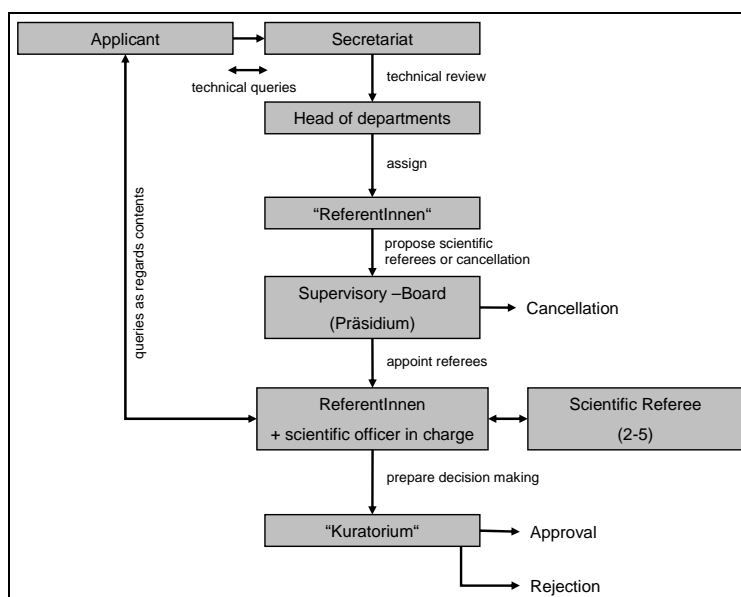 Applicant
Secretariat
technical queries
technical review
Head of departments
assign
“ReferentInnen“
propose scientific
referees or cancellation
Supervisory –Board
(Präsidium)
Cancellation
queries as regards contents
appoint referees
ReferentInnen
+ scientific officer in charge
Scientific Referee
(2-5)
prepare decision making
“Kuratorium“
Approval
Rejection